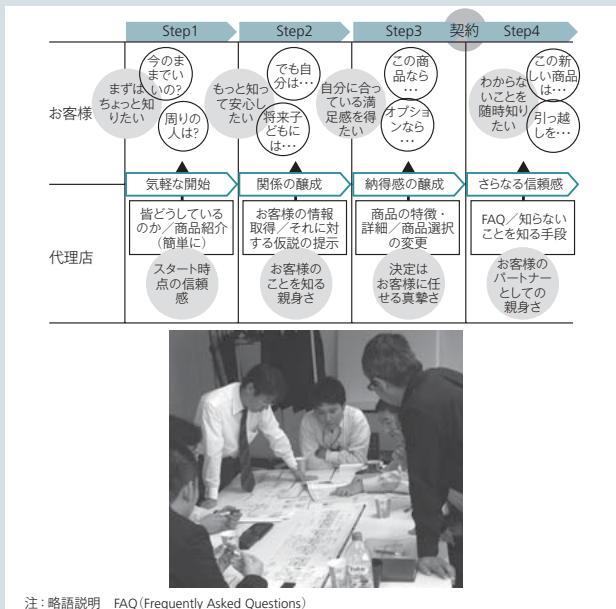 Step1
Step2
Step3
契約
Step4
お客様
今のま
までい
いの?
まずは
ちょっと知
りたい
周りの
人は?
でも自
分は…
もっと知っ
て安心し
たい
将来子
どもに
は…
この商
品なら
…
自分に合っ
ている満
足感を得
たい
オプショ
ンなら
…
この新
しい商品
は…
わからな
いことを
随時知り
たい
引っ越
しを…
気軽な開始
関係の醸成
納得感の醸成
さらなる信頼感
代理店
皆どうしている
のか/商品紹介
(簡単に)
お客様の情報
取得/それに対
する仮説の提示
商品の特徴・
詳細/商品選択
の変更
FAQ/知らない
ことを知る手段
スタート時
点の信頼
感
お客様の
ことを知る
親身さ
決定は
お客様に任
せる真摯さ
お客様の
パートナー
としての
親身さ
注:略語説明 FAQ(Frequently Asked Questions)